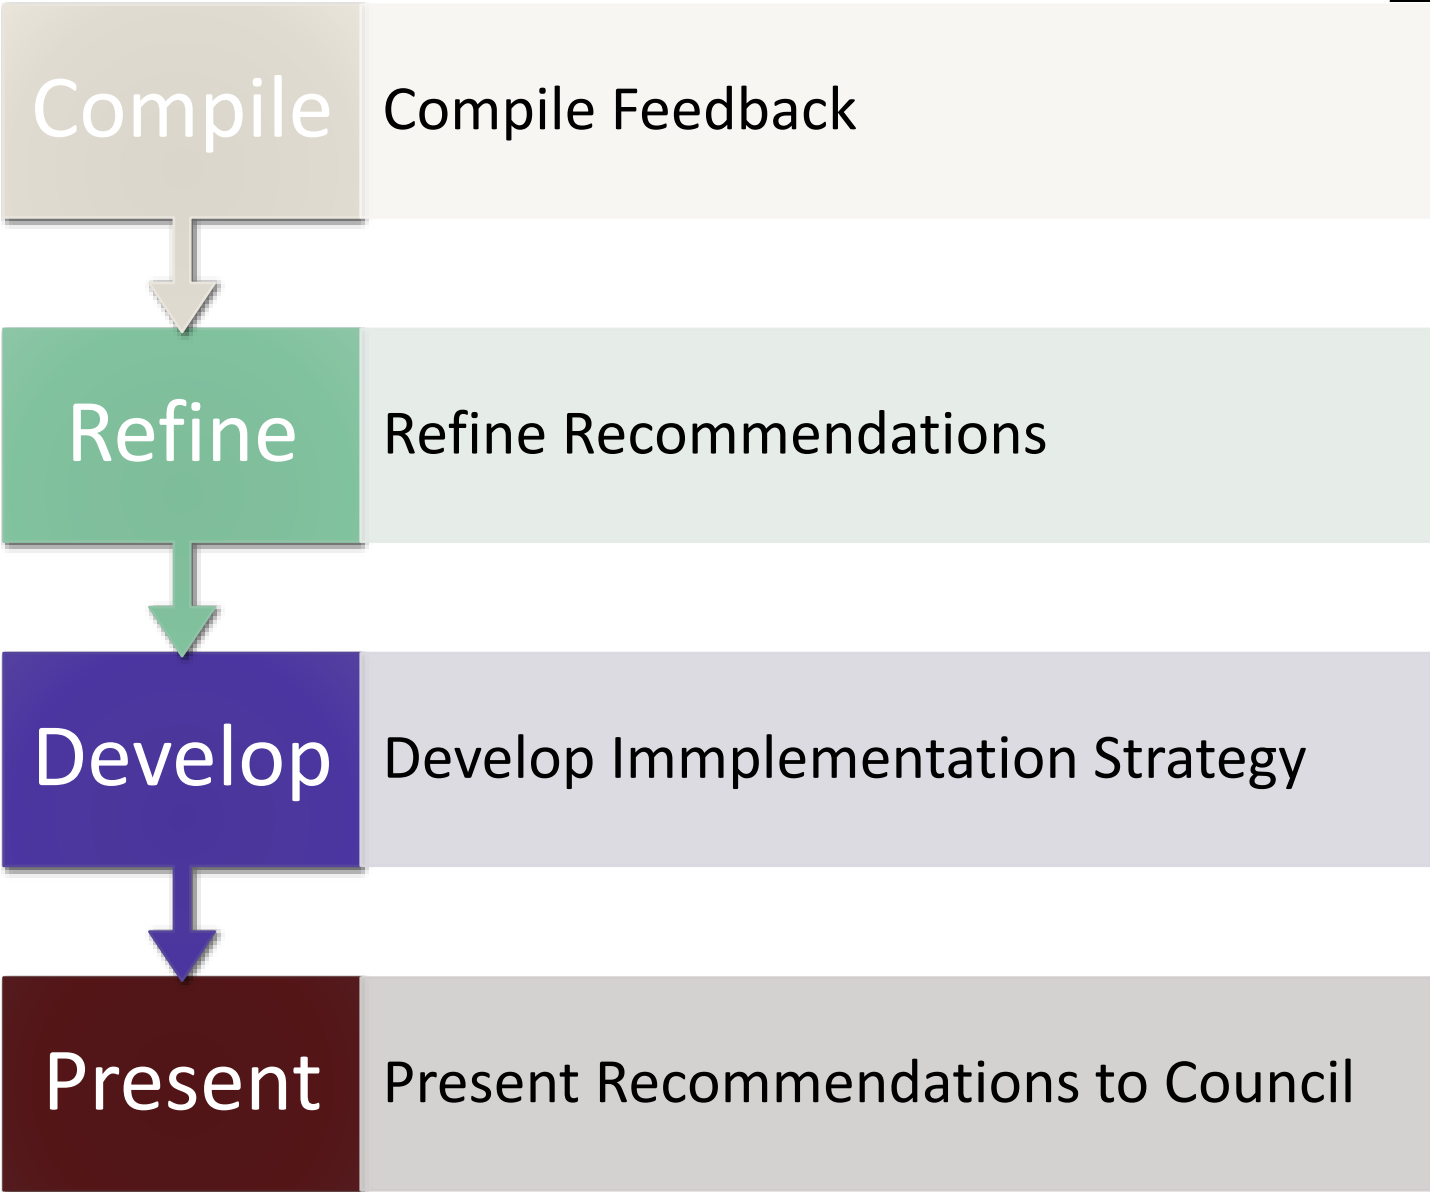 Compile
Compile Feedback
Refine
Refine Recommendations
Develop
Develop Immplementation Strategy
Present
Present Recommendations to Council